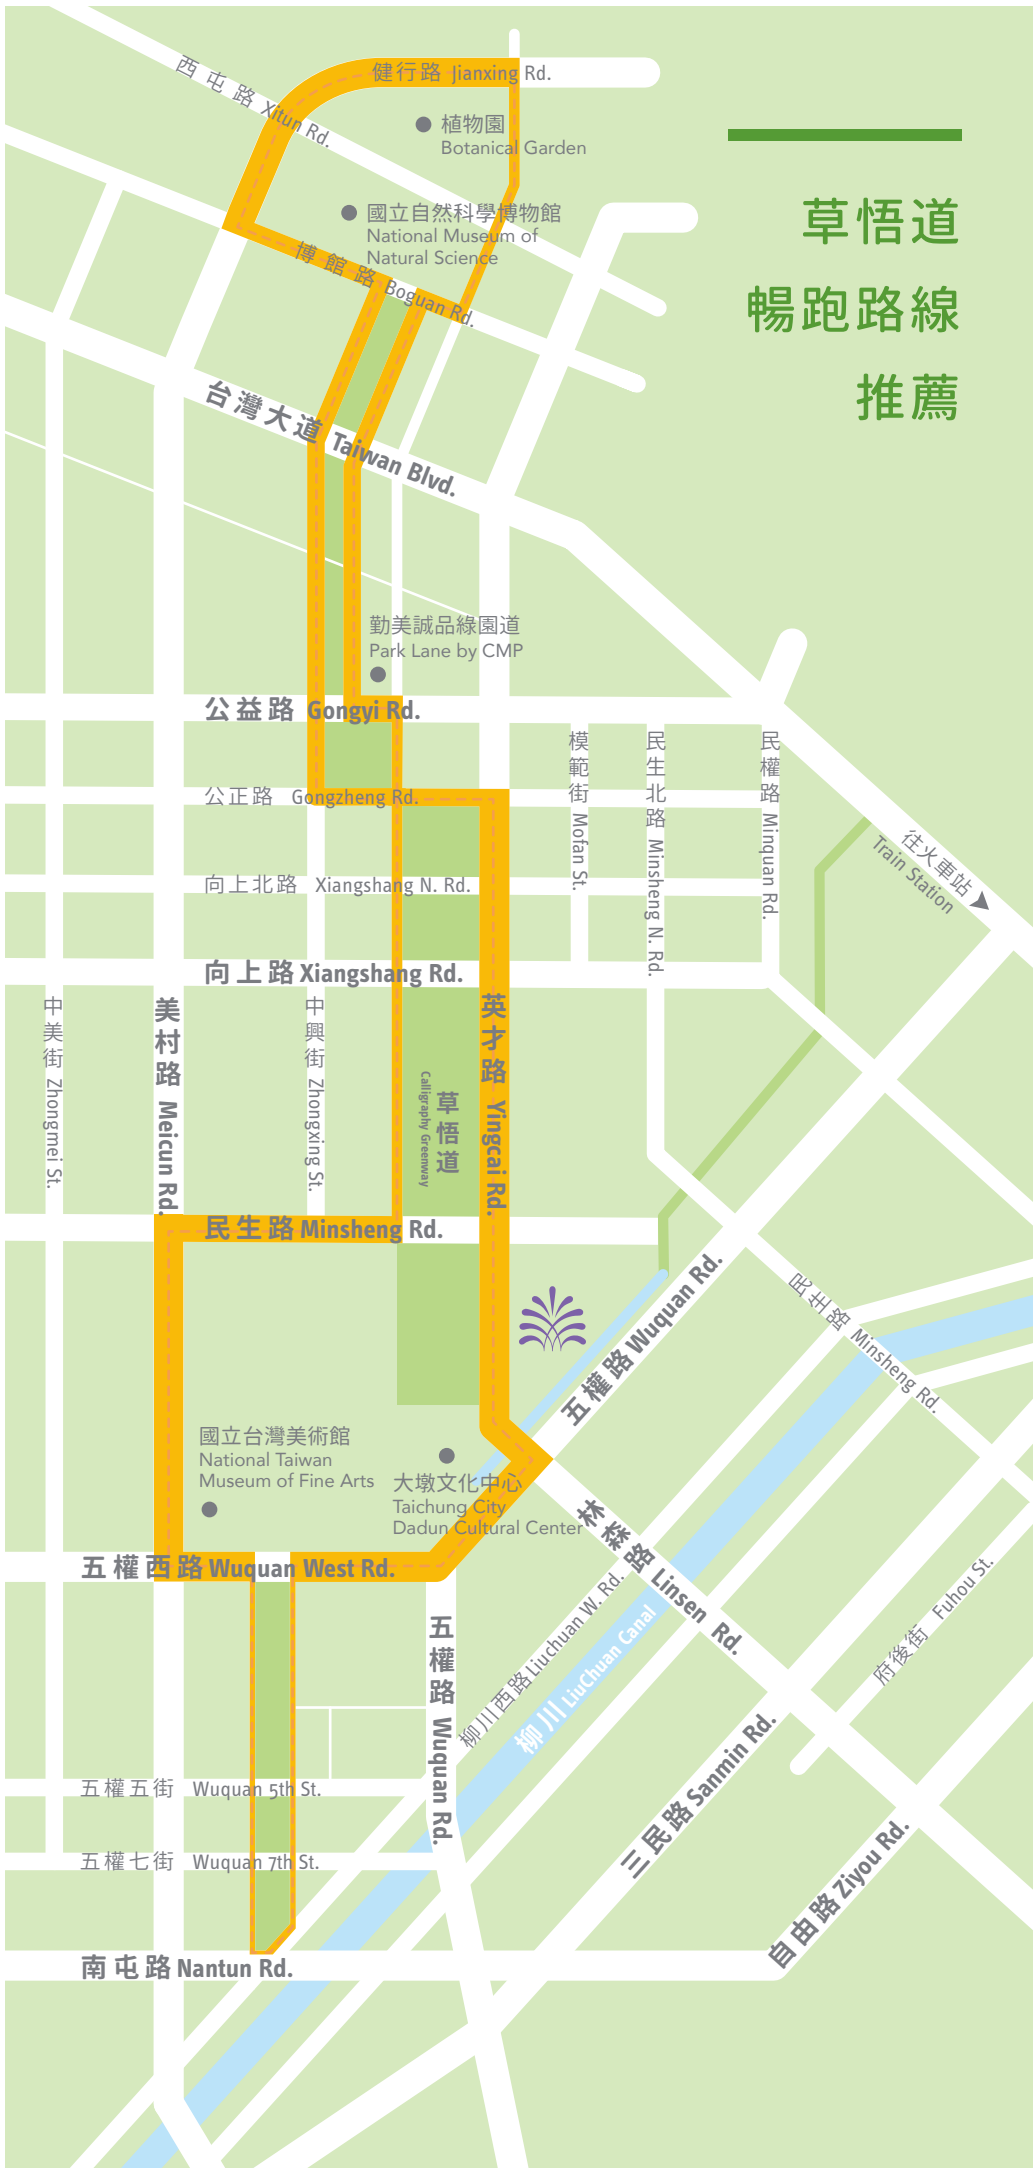 草悟道
暢跑路線
推薦
健行路 Jianxing Rd.
西屯路 Xitun Rd.
植物園
Botanical Garden
國立自然科學博物館
National Museum of
Natural Science
博館路 Boguan Rd.
台灣大道 Taiwan Blvd.
勤美誠品綠園道
Park Lane by CMP
公益路 Gongyi Rd.
模範街 Mofan St.
民生北路 Minsheng N. Rd.
民權路 Minquan Rd.
公正路 Gongzheng Rd.
往火車站
Train Station
向上北路 Xiangshang N. Rd.
向上路 Xiangshang Rd.
中美街 Zhongmei St.
美村路 Meicun Rd.
中興街 Zhongxing St.
草悟道
Calligraphy Greenway
英才路 Yingcai Rd.
民生路 Minsheng Rd.
五權路 Wuquan Rd.
民生路 Minsheng Rd.
國立台灣美術館
National Taiwan
Museum of Fine Arts
大墩文化中心
Taichung City
Dadun Cultural Center
林森路 Linsen Rd.
五權西路 Wuquan West Rd.
五權路 Wuquan Rd.
柳川西路 Liuchuan W. Rd.
柳川 LiuChuan Canal
府後街 Fuhou St.
三民路 Sanmin Rd.
五權五街 Wuquan 5th St.
五權七街 Wuquan 7th St.
自由路 Ziyou Rd.
南屯路 Nantun Rd.